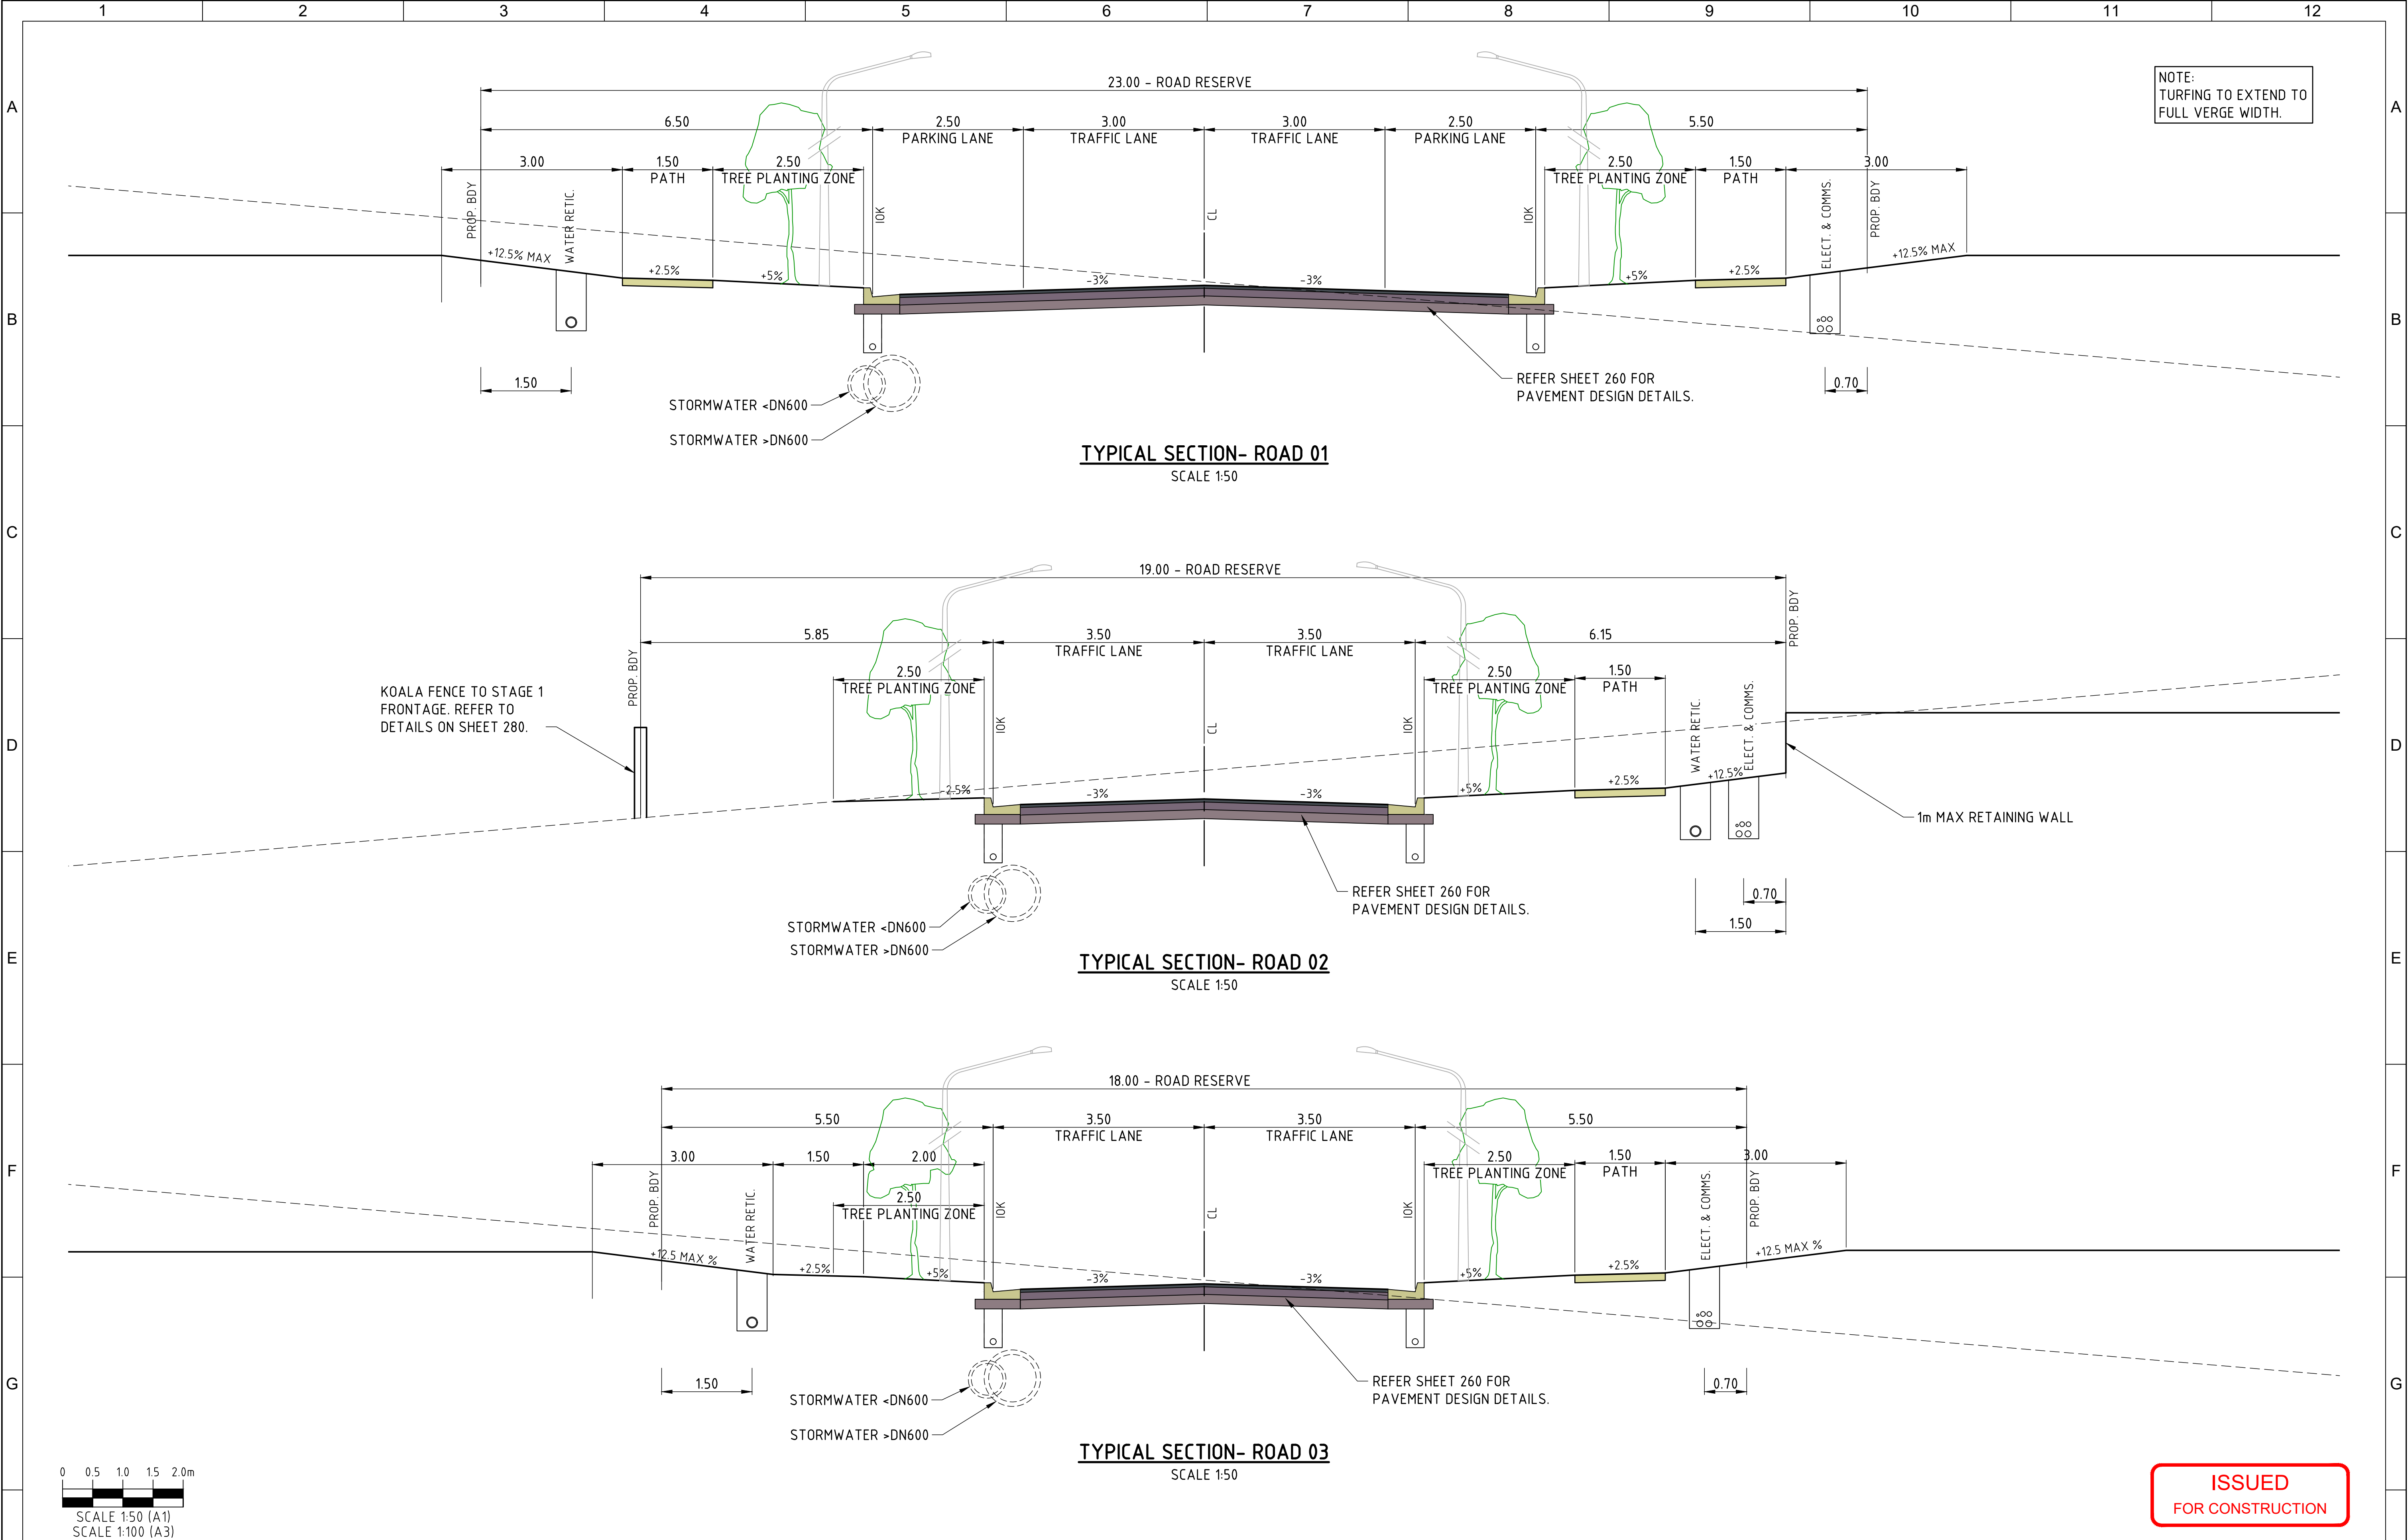 1 2 3 4 5 6 7 8 9 10 11 12
A
B
C
D
E
F
G
A
B
C
D
E
F
G
NOTE:
TURFING TO EXTEND TO
FULL VERGE WIDTH.
23.00 - ROAD RESERVE
6.50
2.50
PARKING LANE
3.00
TRAFFIC LANE
3.00
TRAFFIC LANE
2.50
PARKING LANE
5.50
3.00
1.50
PATH
2.50
TREE PLANTING ZONE
2.50
TREE PLANTING ZONE
1.50
PATH
3.00
PROP. BDY
WATER RETIC.
IOK
CL
IOK
ELECT. & COMMS.
PROP. BDY
+12.5% MAX
+2.5%
+5%
-3%
-3%
+5%
+2.5%
+12.5% MAX
1.50
STORMWATER <DN600
STORMWATER >DN600
REFER SHEET 260 FOR
PAVEMENT DESIGN DETAILS.
0.70
TYPICAL SECTION- ROAD 01
SCALE 1:50
19.00 - ROAD RESERVE
5.85
3.50
TRAFFIC LANE
3.50
TRAFFIC LANE
6.15
2.50
TREE PLANTING ZONE
2.50
TREE PLANTING ZONE
1.50
PATH
PROP. BDY
IOK
CL
IOK
WATER RETIC.
ELECT. & COMMS.
PROP. BDY
KOALA FENCE TO STAGE 1
FRONTAGE. REFER TO
DETAILS ON SHEET 280.
-2.5%
-3%
-3%
+5%
+2.5%
+12.5%
1m MAX RETAINING WALL
STORMWATER <DN600
STORMWATER >DN600
REFER SHEET 260 FOR
PAVEMENT DESIGN DETAILS.
0.70
1.50
TYPICAL SECTION- ROAD 02
SCALE 1:50
18.00 - ROAD RESERVE
5.50
3.50
TRAFFIC LANE
3.50
TRAFFIC LANE
5.50
3.00
1.50
2.00
2.50
TREE PLANTING ZONE
2.50
TREE PLANTING ZONE
1.50
PATH
3.00
PROP. BDY
WATER RETIC.
IOK
CL
IOK
ELECT. & COMMS.
PROP. BDY
+12.5 MAX %
+2.5%
+5%
-3%
-3%
+5%
+2.5%
+12.5 MAX %
1.50
STORMWATER <DN600
STORMWATER >DN600
REFER SHEET 260 FOR
PAVEMENT DESIGN DETAILS.
0.70
TYPICAL SECTION- ROAD 03
SCALE 1:50
0 0.5 1.0 1.5 2.0m
SCALE 1:50 (A1)
SCALE 1:100 (A3)
ISSUED
FOR CONSTRUCTION